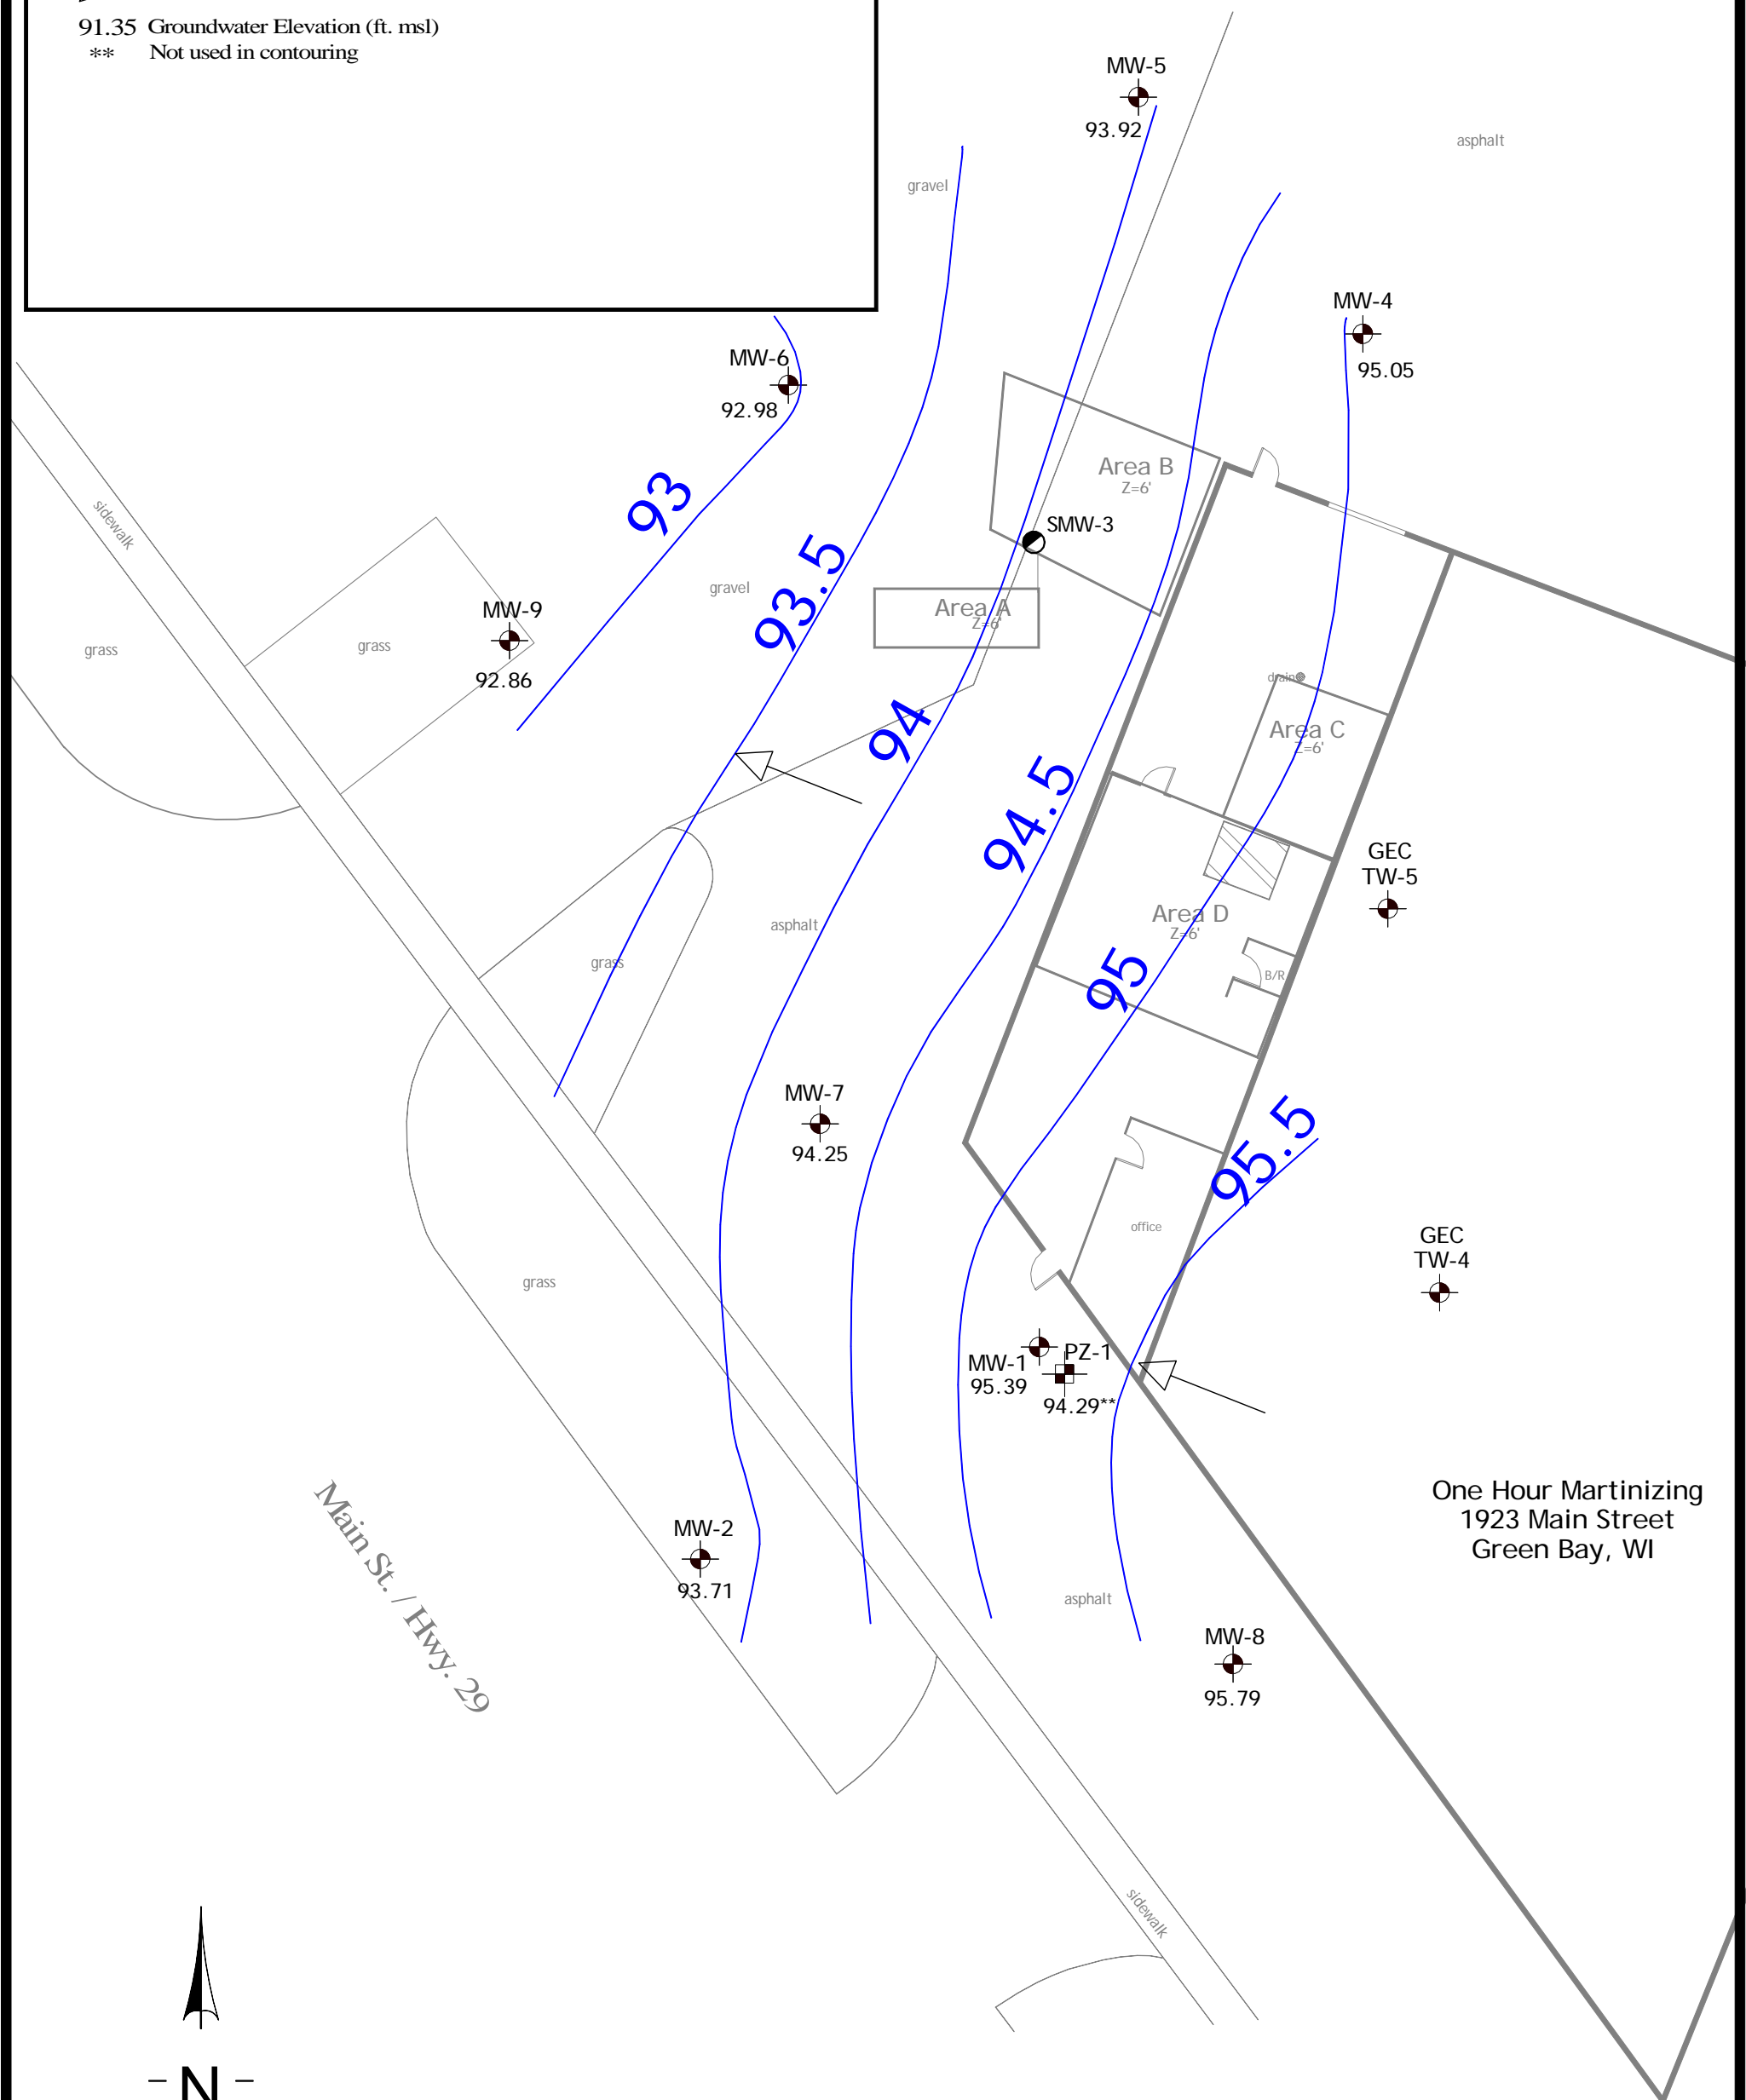 91.35 Groundwater Elevation (ft. msl)
** Not used in contouring
MW-5
93.92
asphalt
gravel
MW-4
95.05
MW-6
92.98
Area B
Z=6'
93
sidewalk
SMW-3
93.5
gravel
Area A
Z=6'
MW-9
92.86
grass
grass
drain
94
Area C
Z=6'
94.5
GEC
TW-5
Area D
Z=6'
asphalt
grass
95
B/R
MW-7
94.25
95.5
office
GEC
TW-4
grass
MW-1
95.39
PZ-1
94.29**
One Hour Martinizing
1923 Main Street
Green Bay, WI
Main St. / Hwy. 29
MW-2
93.71
asphalt
MW-8
95.79
sidewalk
- N -